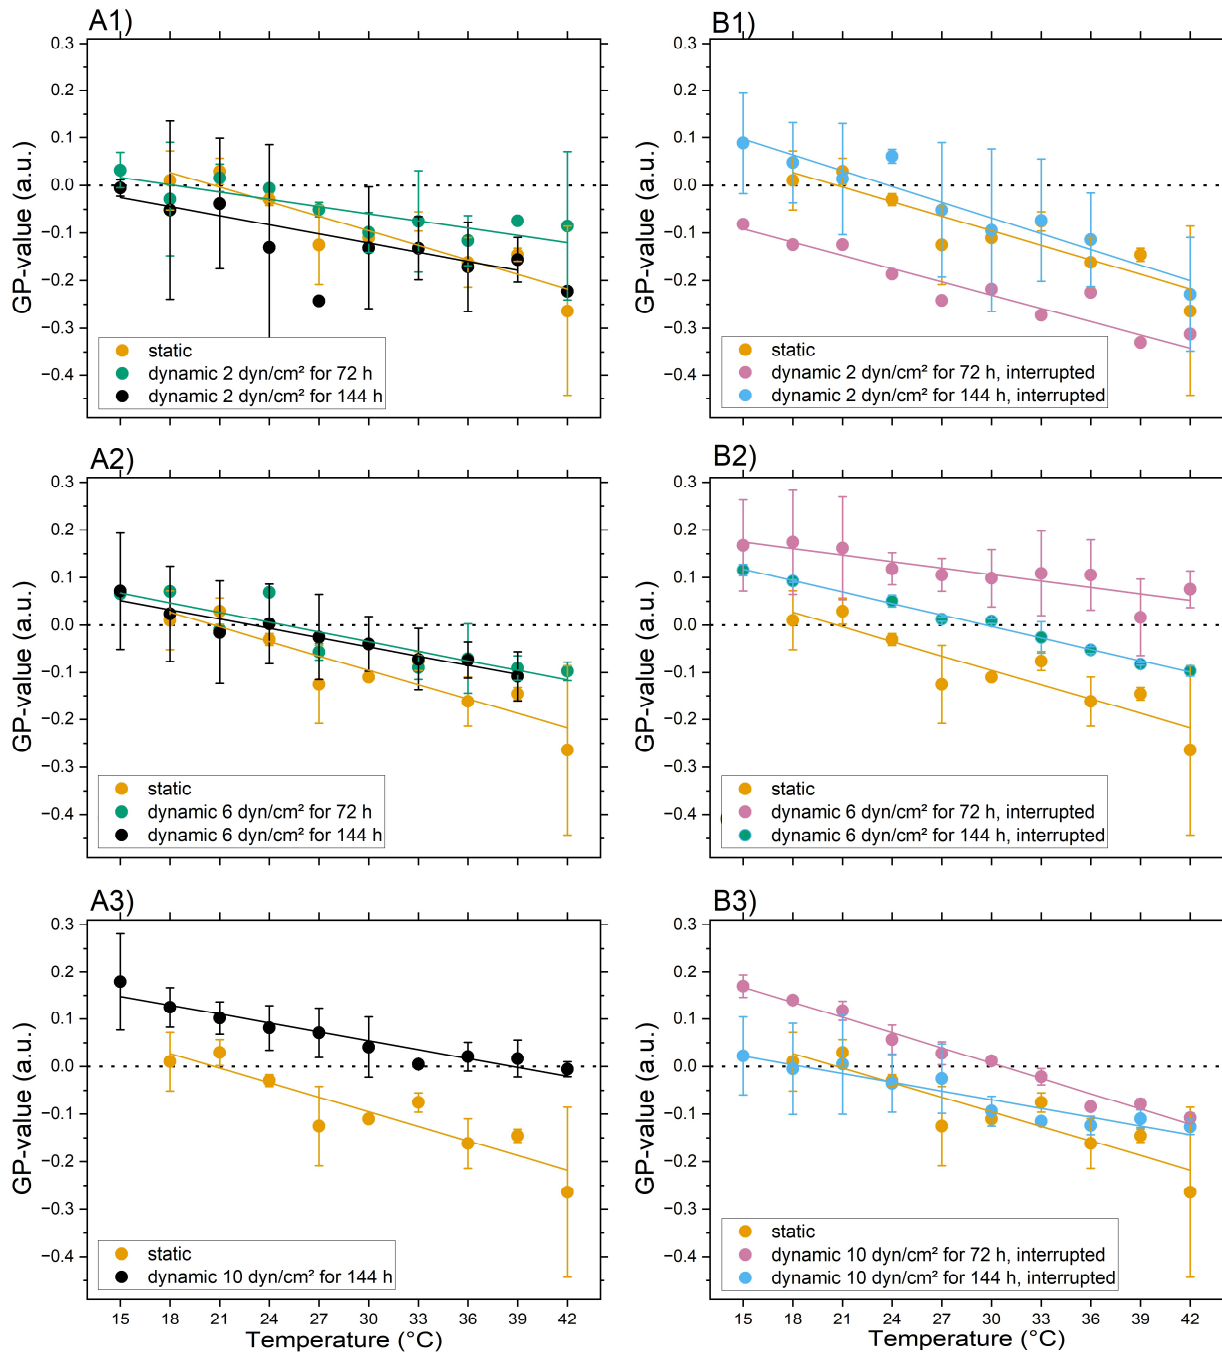 A1)
GP-value (a.u.)
0.3
0.2
0.1
0.0
−0.1
−0.2
−0.3
−0.4
static
dynamic 2 dyn/cm² for 72 h
dynamic 2 dyn/cm² for 144 h
B1)
GP-value (a.u.)
0.3
0.2
0.1
0.0
−0.1
−0.2
−0.3
−0.4
static
dynamic 2 dyn/cm² for 72 h, interrupted
dynamic 2 dyn/cm² for 144 h, interrupted
A2)
GP-value (a.u.)
0.3
0.2
0.1
0.0
−0.1
−0.2
−0.3
−0.4
static
dynamic 6 dyn/cm² for 72 h
dynamic 6 dyn/cm² for 144 h
B2)
GP-value (a.u.)
0.3
0.2
0.1
0.0
−0.1
−0.2
−0.3
−0.4
static
dynamic 6 dyn/cm² for 72 h, interrupted
dynamic 6 dyn/cm² for 144 h, interrupted
A3)
GP-value (a.u.)
0.3
0.2
0.1
0.0
−0.1
−0.2
−0.3
−0.4
static
dynamic 10 dyn/cm² for 144 h
15 18 21 24 27 30 33 36 39 42
Temperature (°C)
B3)
GP-value (a.u.)
0.3
0.2
0.1
0.0
−0.1
−0.2
−0.3
−0.4
static
dynamic 10 dyn/cm² for 72 h, interrupted
dynamic 10 dyn/cm² for 144 h, interrupted
15 18 21 24 27 30 33 36 39 42
Temperature (°C)